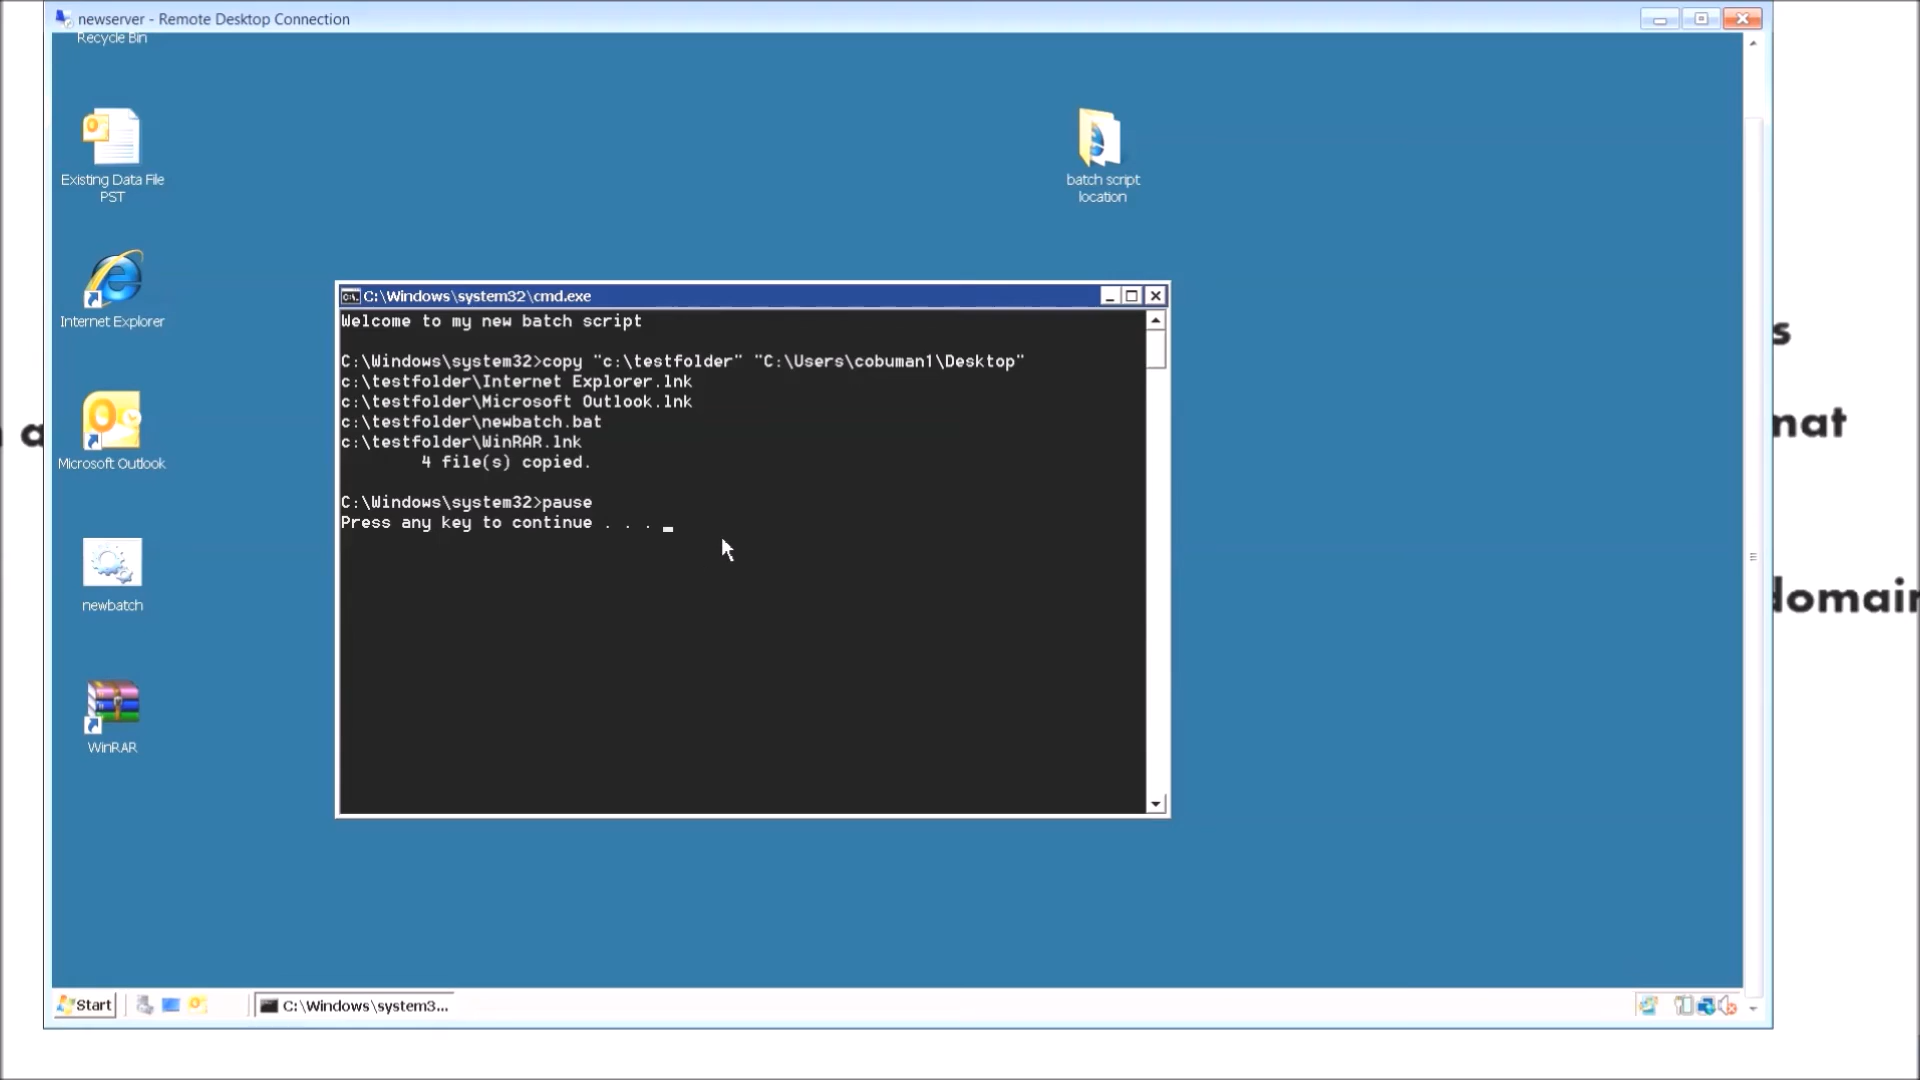 newserver - Remote Desktop Connection
Recycle Bin
Existing Data File
PST
batch script
location
Internet Explorer
Microsoft Outlook
newbatch
WinRAR
C:\Windows\system32\cmd.exe
Welcome to my new batch script
C:\Windows\system32>copy "c:\testfolder" "C:\Users\cobuman1\Desktop"
c:\testfolder\Internet Explorer.lnk
c:\testfolder\Microsoft Outlook.lnk
c:\testfolder\newbatch.bat
c:\testfolder\WinRAR.lnk
4 file(s) copied.
C:\Windows\system32>pause
Press any key to continue . . .
s
mat
domain
Start
C:\Windows\system3...